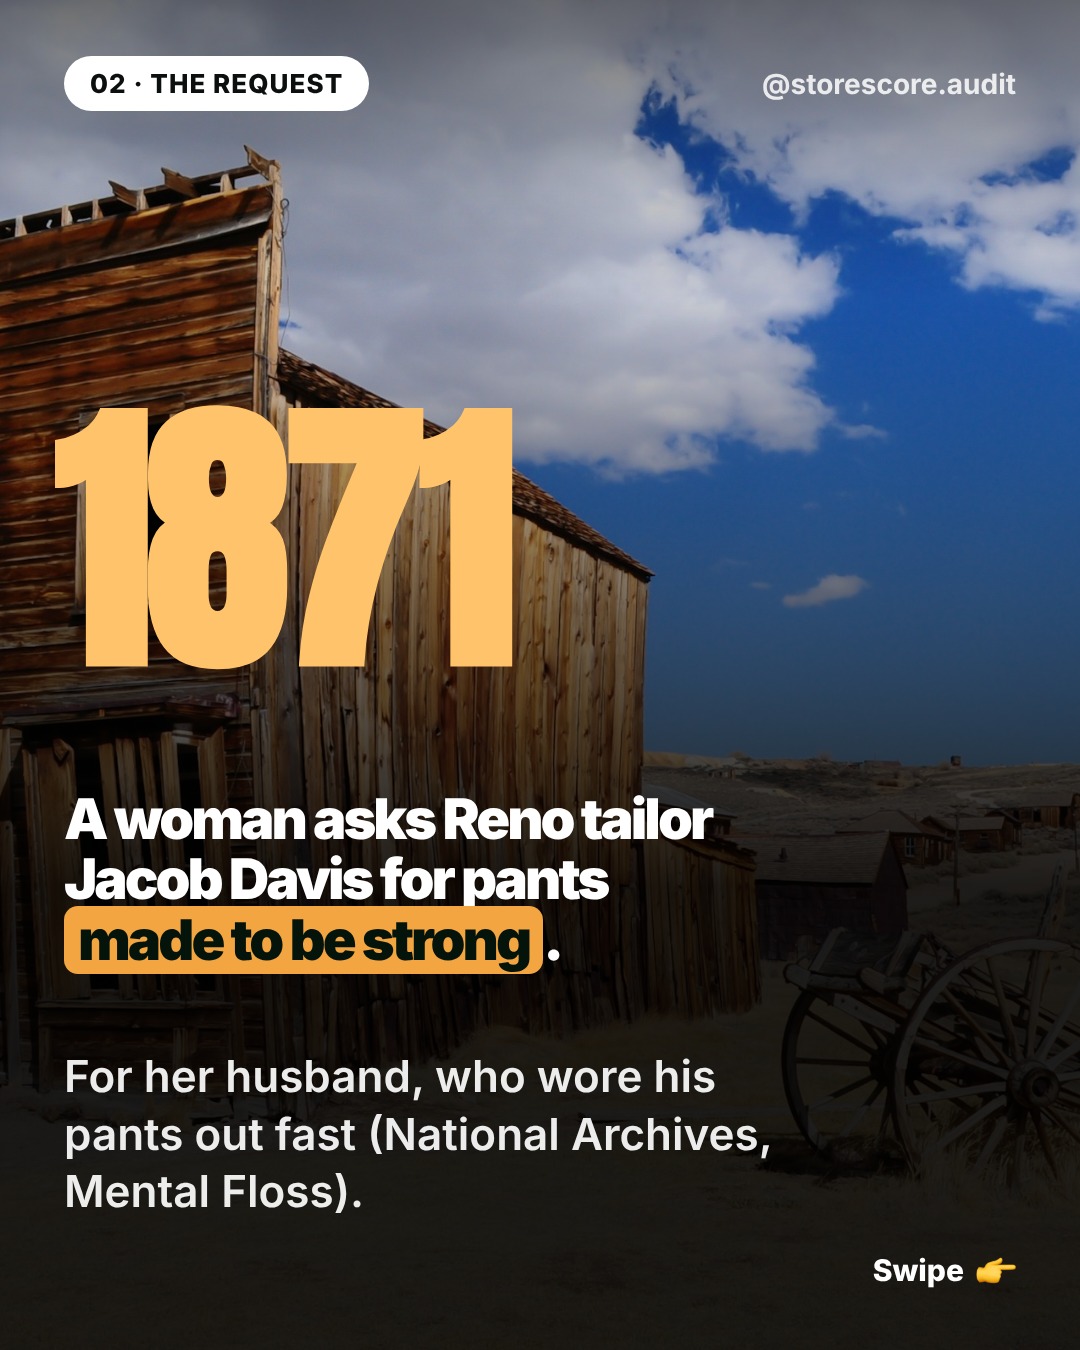 02 · THE REQUEST
@storescore.audit
1871
A woman asks Reno tailor
Jacob Davis for pants
made to be strong.
For her husband, who wore his
pants out fast (National Archives,
Mental Floss).
Swipe 👉